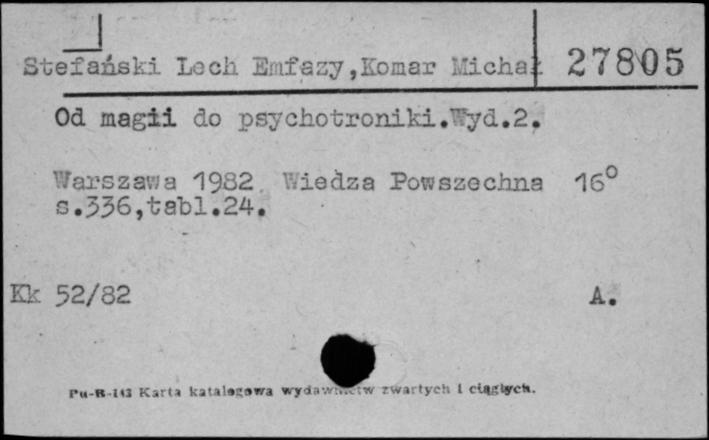 Stefański Lech Emfazy,Komar Michał 27805
Od magii do psychotroniki.Wyd.2.
Warszawa 1982 Wiedza Powszechna 16°
s.336,tabl.24.
Kk 52/82 A.
Pu-B-143 Karta katalogowa wydawnictw zwartych i ciągłych.